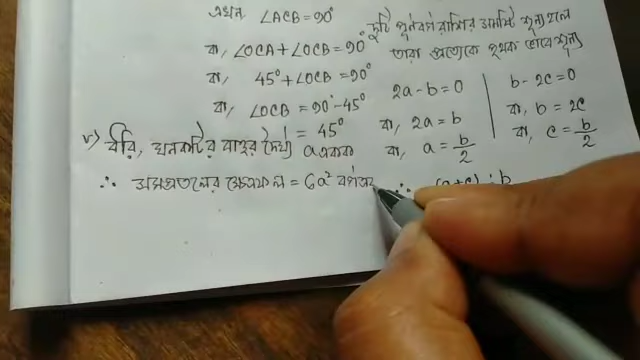 এখন, ∠ACB = 90°
বা, ∠OCA + ∠OCB = 90°
বা, 45° + ∠OCB = 90°
বা, ∠OCB = 90° - 45°
= 45°
দুটি পূর্ণবর্গ রাশির সমষ্টি শূন্য হলে
তারা প্রত্যেকে পৃথক ভাবে শূন্য
2a - b = 0
বা, 2a = b
বা, a = b/2
b - 2c = 0
বা, b = 2c
বা, c = b/2
v) ধরি, ঘনকটির বাহুর দৈর্ঘ্য a একক
∴ সমগ্রতলের ক্ষেত্রফল = 6a² বর্গএক
∴ (a+c) : b